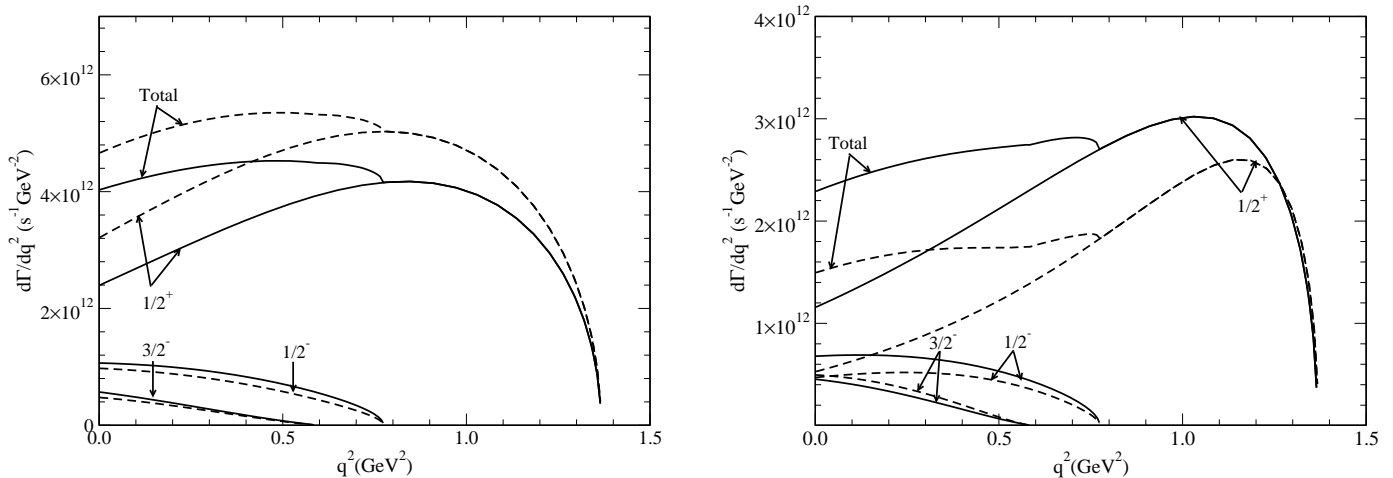 6×10¹²
4×10¹²
2×10¹²
0
dΓ/dq² (s⁻¹GeV⁻²)
Total
1/2⁺
3/2⁻
1/2⁻
0.0 0.5 1.0 1.5
q²(GeV²)
4×10¹²
3×10¹²
2×10¹²
1×10¹²
dΓ/dq² (s⁻¹GeV⁻²)
Total
1/2⁺
3/2⁻
1/2⁻
0.0 0.5 1.0 1.5
q²(GeV²)